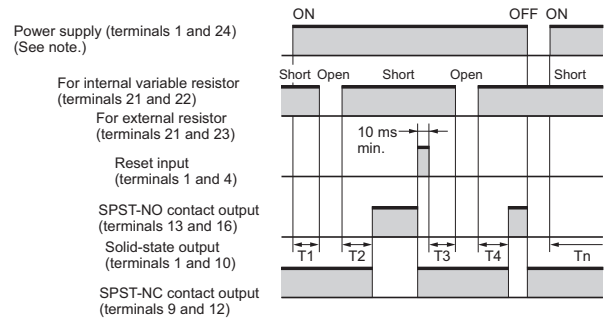 ON OFF ON
Power supply (terminals 1 and 24)
(See note.)
Short Open Short Open Short
For internal variable resistor
(terminals 21 and 22)
For external resistor
(terminals 21 and 23)
10 ms
min.
Reset input
(terminals 1 and 4)
SPST-NO contact output
(terminals 13 and 16)
Solid-state output
(terminals 1 and 10)
T1 T2 T3 T4 Tn
SPST-NC contact output
(terminals 9 and 12)